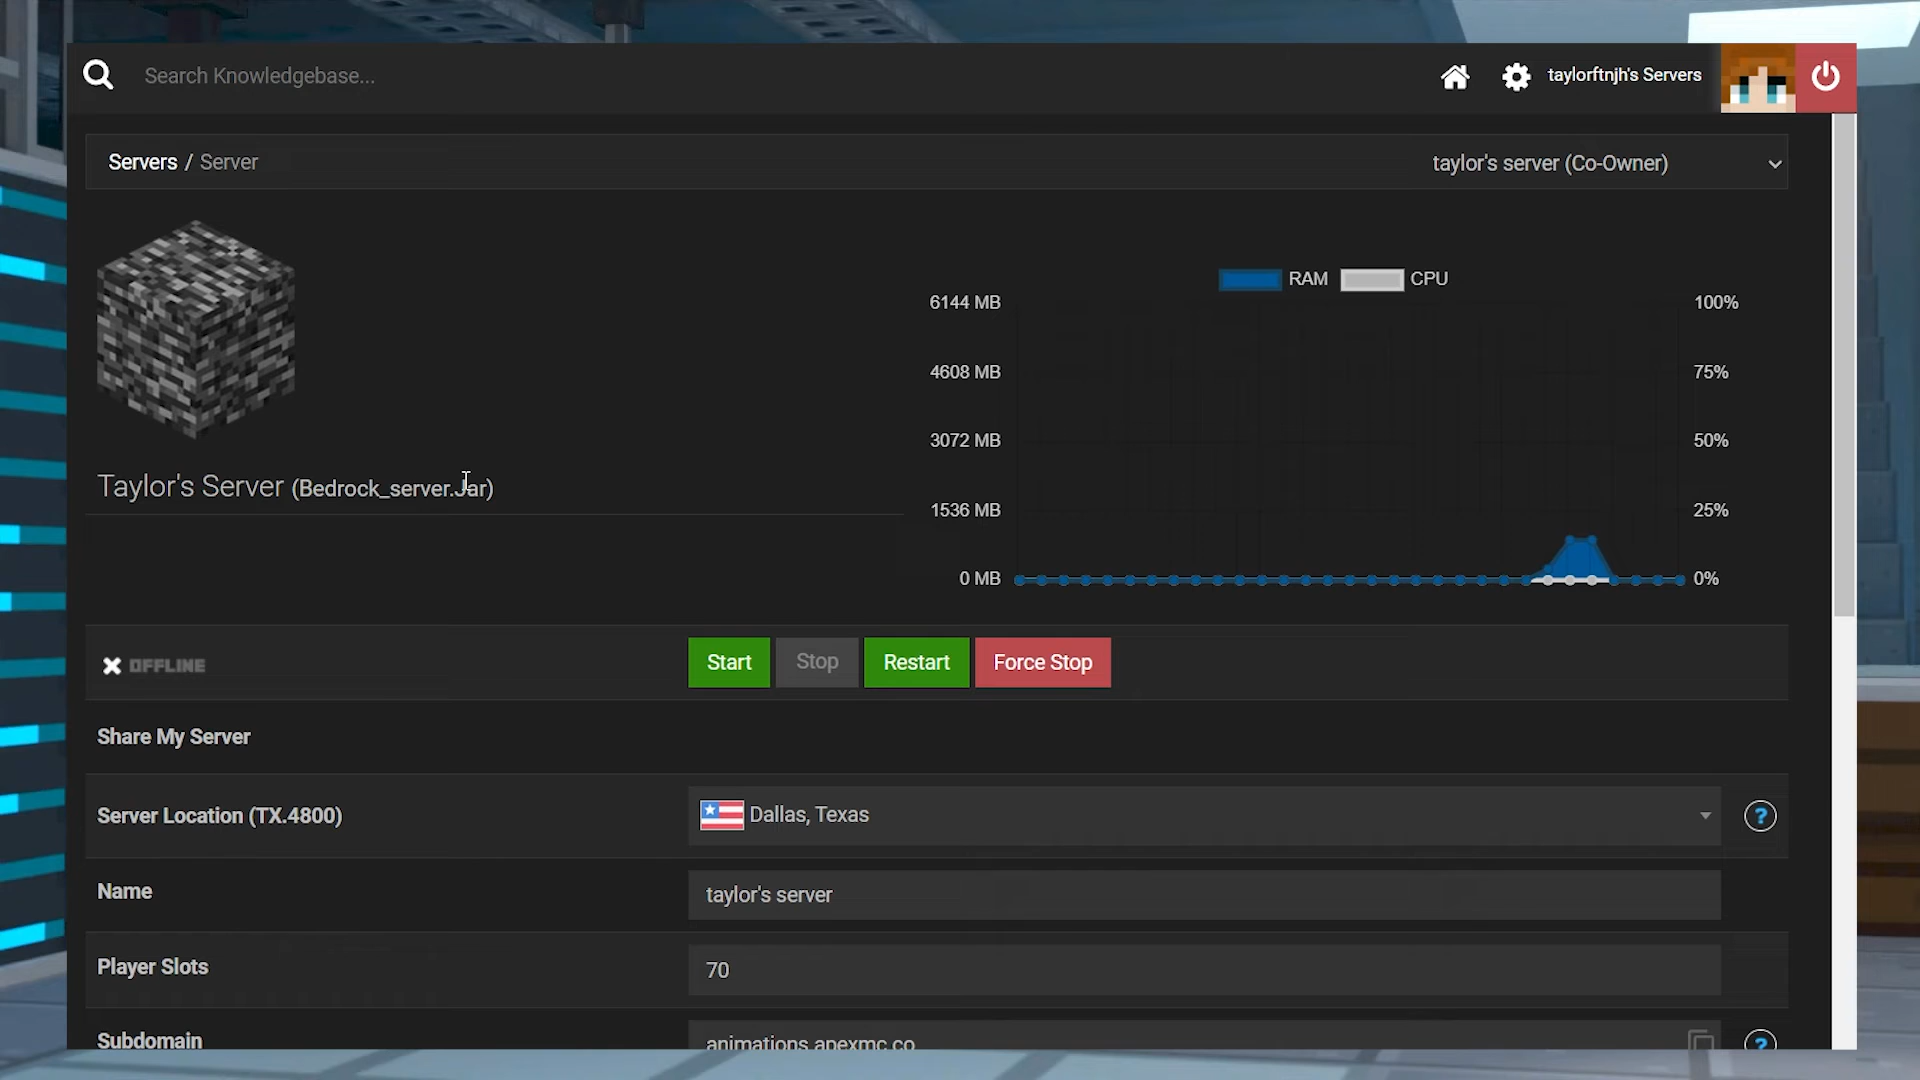 Search Knowledgebase...
taylorftnjh's Servers
Servers / Server
taylor's server (Co-Owner)
RAM
CPU
6144 MB
100%
4608 MB
75%
3072 MB
50%
1536 MB
25%
0 MB
0%
Taylor's Server (Bedrock_server.Jar)
OFFLINE
Start
Stop
Restart
Force Stop
Share My Server
Server Location (TX.4800)
Dallas, Texas
?
Name
taylor's server
Player Slots
70
Subdomain
animations.apexmc.co
?